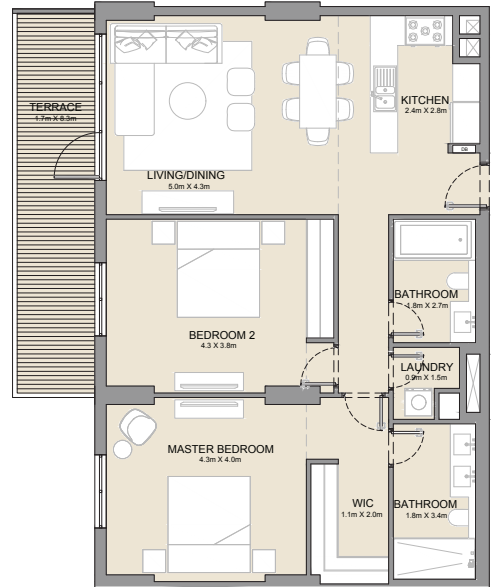 TERRACE
1.7m X 8.3m
KITCHEN
2.4m X 2.8m
DB
LIVING/DINING
5.0m X 4.3m
BATHROOM
1.8m X 2.7m
BEDROOM 2
4.3 X 3.8m
LAUNDRY
0.9m X 1.5m
MASTER BEDROOM
4.3m X 4.0m
WIC
1.1m X 2.0m
BATHROOM
1.8m X 3.4m